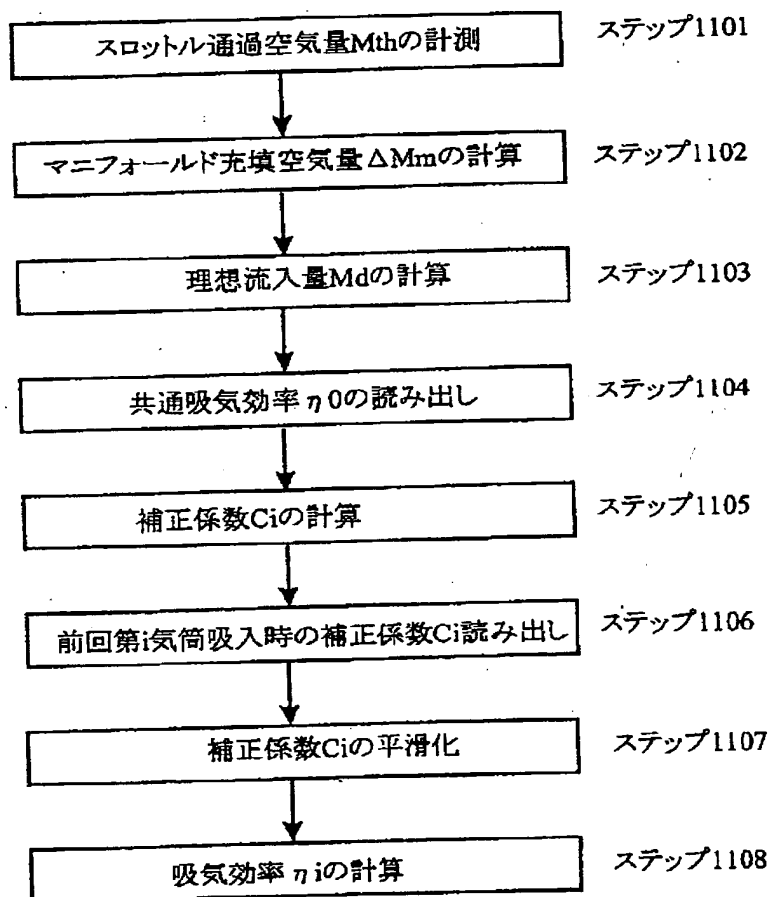 スロットル通過空気量Mthの計測
ステップ1101
マニフォールド充填空気量ΔMmの計算
ステップ1102
理想流入量Mdの計算
ステップ1103
共通吸気効率η0の読み出し
ステップ1104
補正係数Ciの計算
ステップ1105
前回第i気筒吸入時の補正係数Ci読み出し
ステップ1106
補正係数Ciの平滑化
ステップ1107
吸気効率ηiの計算
ステップ1108